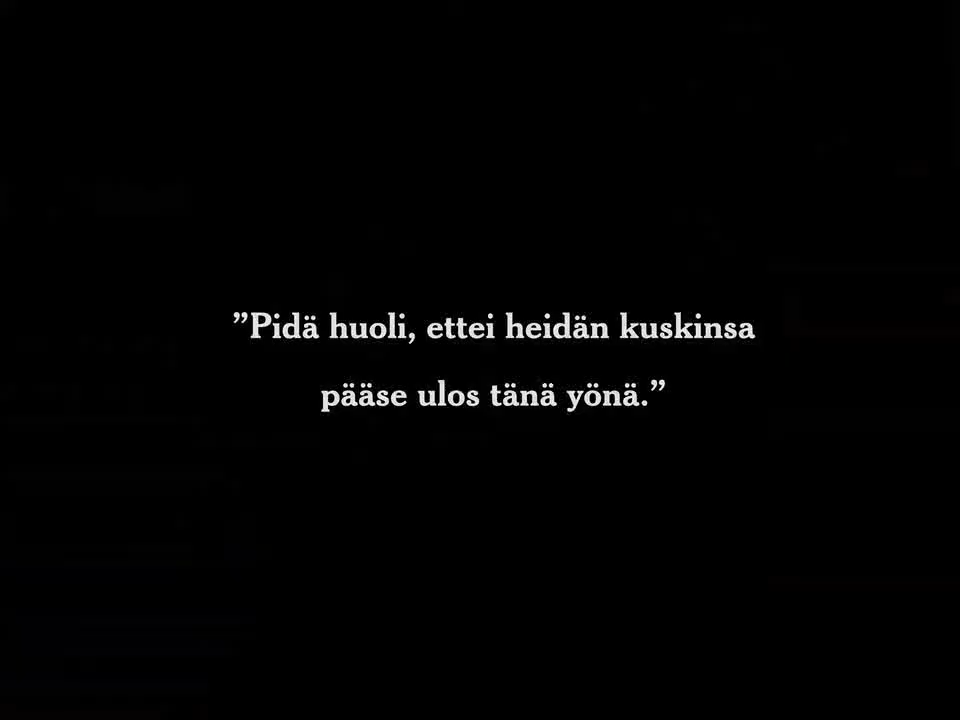 ”Pidä huoli, ettei heidän kuskinsa
pääse ulos tänä yönä.”